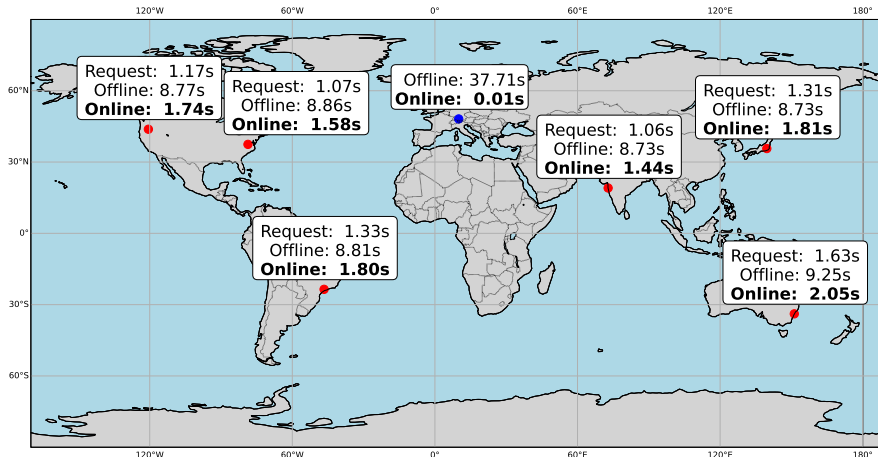 120°W 60°W 0° 60°E 120°E 180°
Request: 1.17s
Offline: 8.77s
Online: 1.74s
Request: 1.07s
Offline: 8.86s
Online: 1.58s
Offline: 37.71s
Online: 0.01s
Request: 1.06s
Offline: 8.73s
Online: 1.44s
Request: 1.31s
Offline: 8.73s
Online: 1.81s
Request: 1.33s
Offline: 8.81s
Online: 1.80s
Request: 1.63s
Offline: 9.25s
Online: 2.05s
60°N
30°N
0°
30°S
60°S
120°W 60°W 0° 60°E 120°E 180°